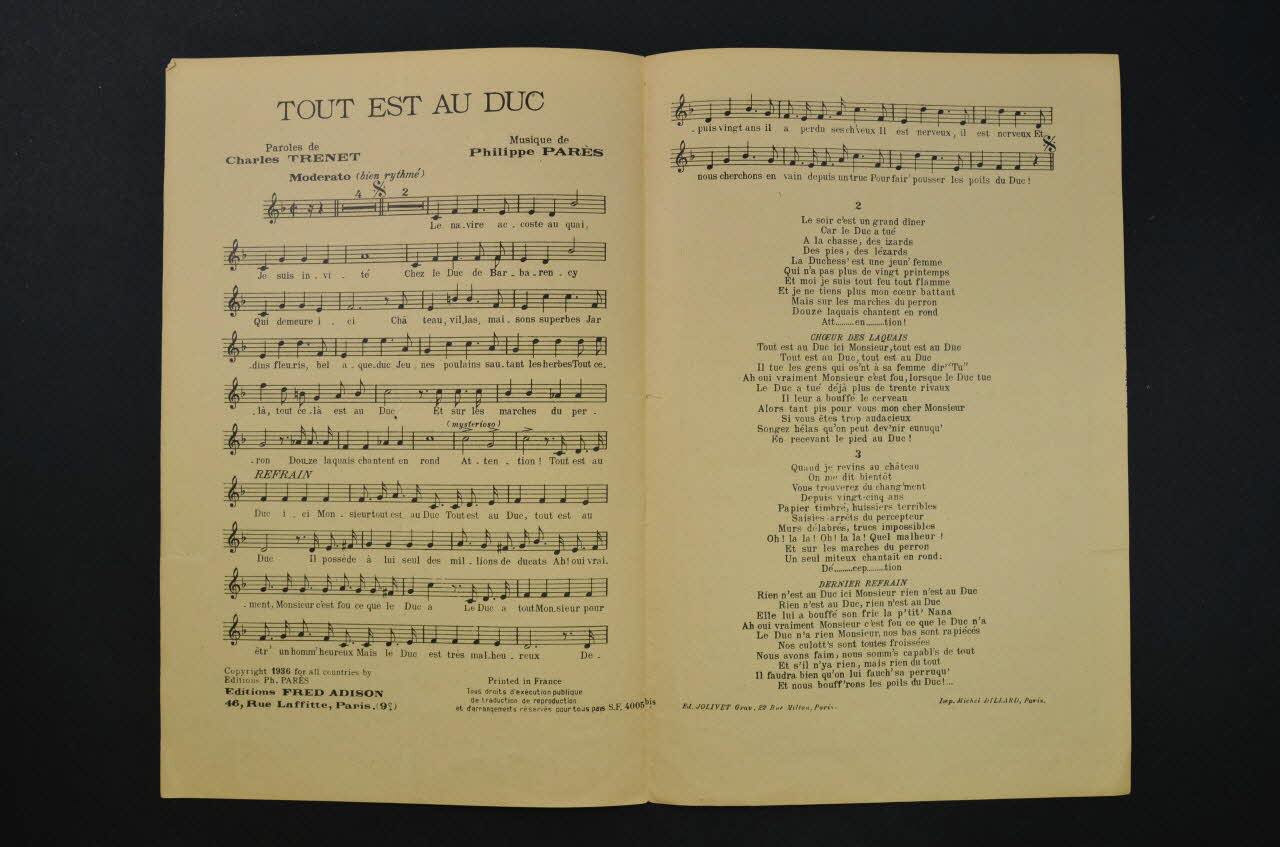 TOUT EST AU DUC
Paroles de
Charles TRENET
Musique de
Philippe PARÈS
Moderato (bien rythmé)
4 2
Le na.vire ac.coste au quai,
Je suis in.vi.té Chez le Duc de Bar.ba.ren.cy
Qui demeure i.ci Châ.teau, vil.las, mai.sons superbes Jar
.dins fleu.ris, bel a.que.duc Jeu.nes poulains sau.tant les herbes Tout ce.
.là, tout ce.là est au Duc Et sur les marches du per.
(mysterioso)
.ron Douze laquais chantent en rond At.ten.tion! Tout est au
REFRAIN
Duc i.ci Mon.sieur tout est au Duc Tout est au Duc, tout est au
Duc Il possède à lui seul des mil.lions de ducats Ah! oui vrai.
.ment, Monsieur c'est fou ce que le Duc a Le Duc a tout Mon.sieur pour
êtr' un homm' heureux Mais le Duc est très mal.heu.reux De.
Copyright 1936 for all countries by
Editions Ph. PARÈS
Editions FRED ADISON
46, Rue Laffitte, Paris. (9e)
Printed in France
Tous droits d'exécution publique
de traduction de reproduction
et d'arrangements réservés pour tous pays S.F. 4005 bis
.puis vingt ans il a perdu ses ch'veux Il est nerveux, il est nerveux Et
nous cherchons en vain depuis un truc Pour fair' pousser les poils du Duc!
2
Le soir c'est un grand dîner
Car le Duc a tué
A la chasse, des izards
Des pies, des lézards
La Duchess' est une jeun' femme
Qui n'a pas plus de vingt printemps
Et moi je suis tout feu tout flamme
Et je ne tiens plus mon cœur battant
Mais sur les marches du perron
Douze laquais chantent en rond
Att.........en.........tion!
CHŒUR DES LAQUAIS
Tout est au Duc ici Monsieur, tout est au Duc
Tout est au Duc, tout est au Duc
Il tue les gens qui os'nt à sa femme dir' "Tu"
Ah oui vraiment Monsieur c'est fou, lorsque le Duc tue
Le Duc a tué déjà plus de trente rivaux
Il leur a bouffé le cerveau
Alors tant pis pour vous mon cher Monsieur
Si vous êtes trop audacieux
Songez hélas qu'on peut dev'nir eunuqu'
En recevant le pied au Duc!
3
Quand je revins au château
On me dit bientôt
Vous trouverez du chang'ment
Depuis vingt-cinq ans
Papier timbré, huissiers terribles
Saisies-arrêts du percepteur
Murs délabrés, trucs impossibles
Oh! la la! Oh! la la! Quel malheur!
Et sur les marches du perron
Un seul miteux chantait en rond:
Dé.........cep.........tion
DERNIER REFRAIN
Rien n'est au Duc ici Monsieur rien n'est au Duc
Rien n'est au Duc, rien n'est au Duc
Elle lui a bouffé son fric la p'tit' Nana
Ah oui vraiment Monsieur c'est fou ce que le Duc n'a
Le Duc n'a rien Monsieur, nos bas sont rapiécés
Nos culott's sont toutes froissées
Nous avons faim, nous somm's capabl's de tout
Et s'il n'ya rien, mais rien du tout
Il faudra bien qu'on lui fauch' sa perruqu'
Et nous bouff'rons les poils du Duc!...
Ed. JOLIVET Grav. 22 Rue Milton, Paris.
Imp. Michel DILLARD, Paris.